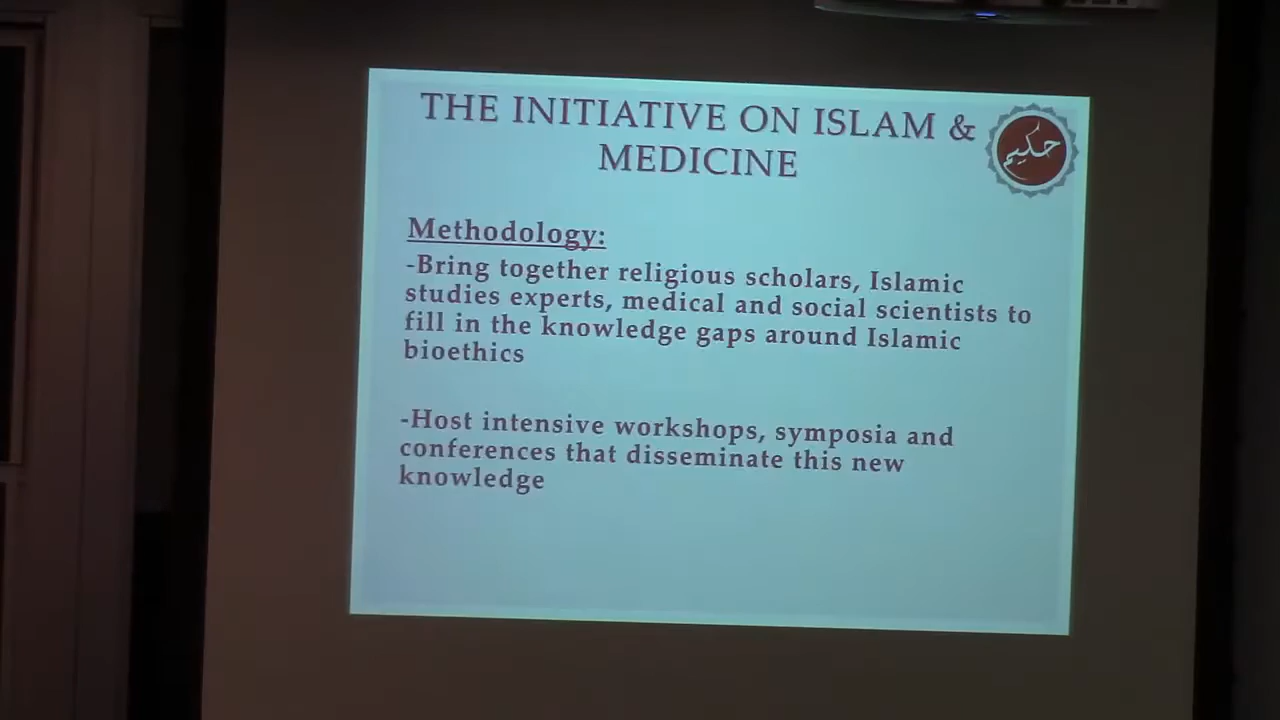 THE INITIATIVE ON ISLAM &
MEDICINE
حكيم
Methodology:
-Bring together religious scholars, Islamic
studies experts, medical and social scientists to
fill in the knowledge gaps around Islamic
bioethics
-Host intensive workshops, symposia and
conferences that disseminate this new
knowledge